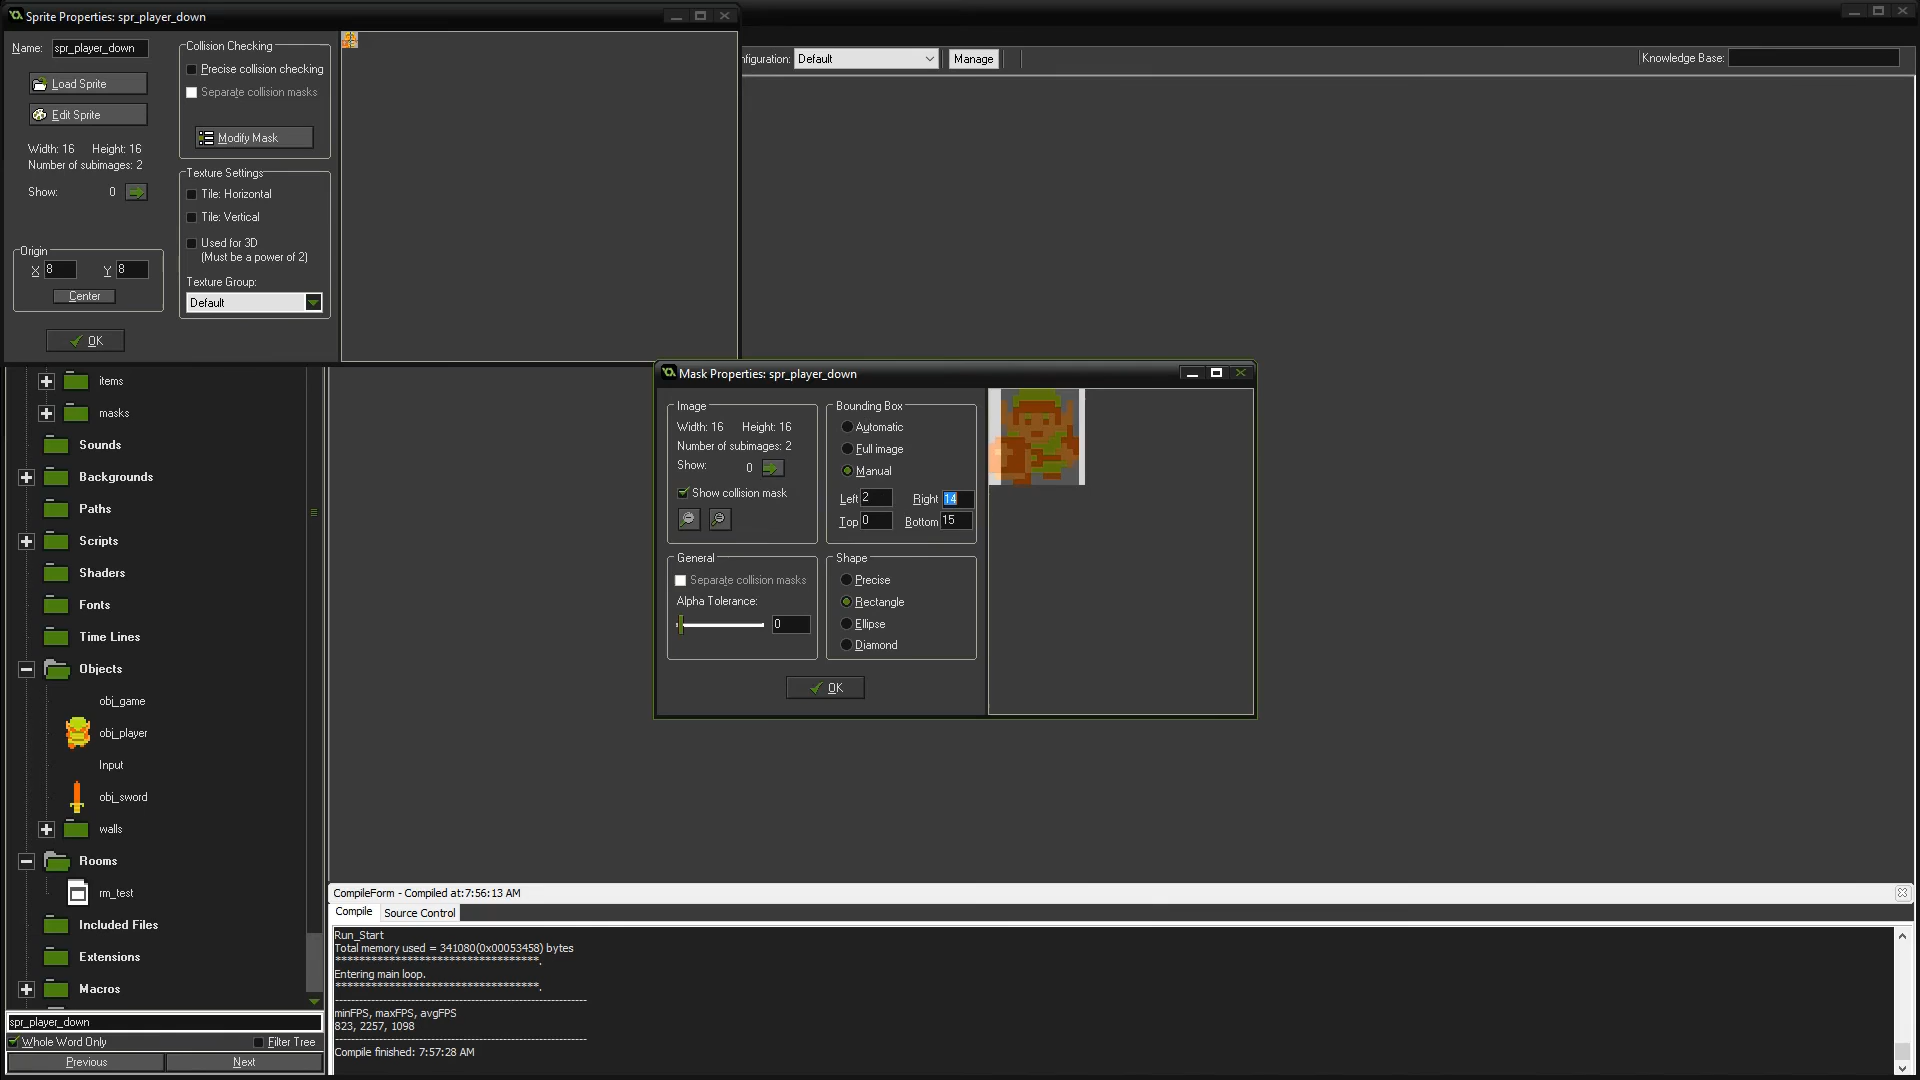 Sprite Properties: spr_player_down
Name: spr_player_down
Load Sprite
Edit Sprite
Width: 16 Height: 16
Number of subimages: 2
Show: 0
Origin
X 8 Y 8
Center
OK
Collision Checking
Precise collision checking
Separate collision masks
Modify Mask
Texture Settings
Tile: Horizontal
Tile: Vertical
Used for 3D
(Must be a power of 2)
Texture Group:
Default
nfiguration: Default Manage
Knowledge Base:
items
masks
Sounds
Backgrounds
Paths
Scripts
Shaders
Fonts
Time Lines
Objects
obj_game
obj_player
Input
obj_sword
walls
Rooms
rm_test
Included Files
Extensions
Macros
spr_player_down
Whole Word Only Filter Tree
Previous Next
Mask Properties: spr_player_down
Image
Width: 16 Height: 16
Number of subimages: 2
Show: 0
Show collision mask
General
Separate collision masks
Alpha Tolerance:
0
Bounding Box
Automatic
Full image
Manual
Left 2 Right 14
Top 0 Bottom 15
Shape
Precise
Rectangle
Ellipse
Diamond
OK
CompileForm - Compiled at:7:56:13 AM
Compile Source Control
Run_Start
Total memory used = 341080(0x00053458) bytes
**********************************.
Entering main loop.
**********************************.
---------------------------------------------------------------
minFPS, maxFPS, avgFPS
823, 2257, 1098
---------------------------------------------------------------
Compile finished: 7:57:28 AM